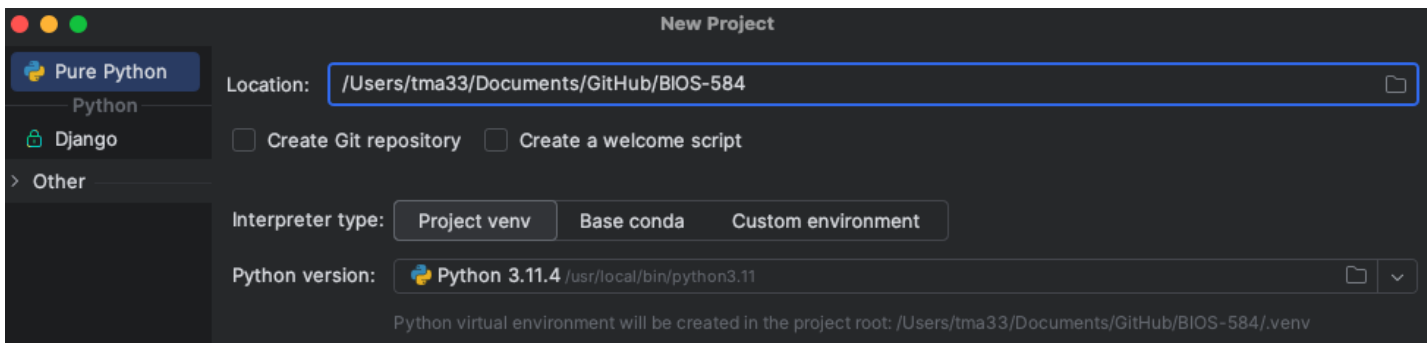 New Project
Pure Python
Python
Django
Other
Location: /Users/tma33/Documents/GitHub/BIOS-584
Create Git repository Create a welcome script
Interpreter type: Project venv Base conda Custom environment
Python version: Python 3.11.4 /usr/local/bin/python3.11
Python virtual environment will be created in the project root: /Users/tma33/Documents/GitHub/BIOS-584/.venv